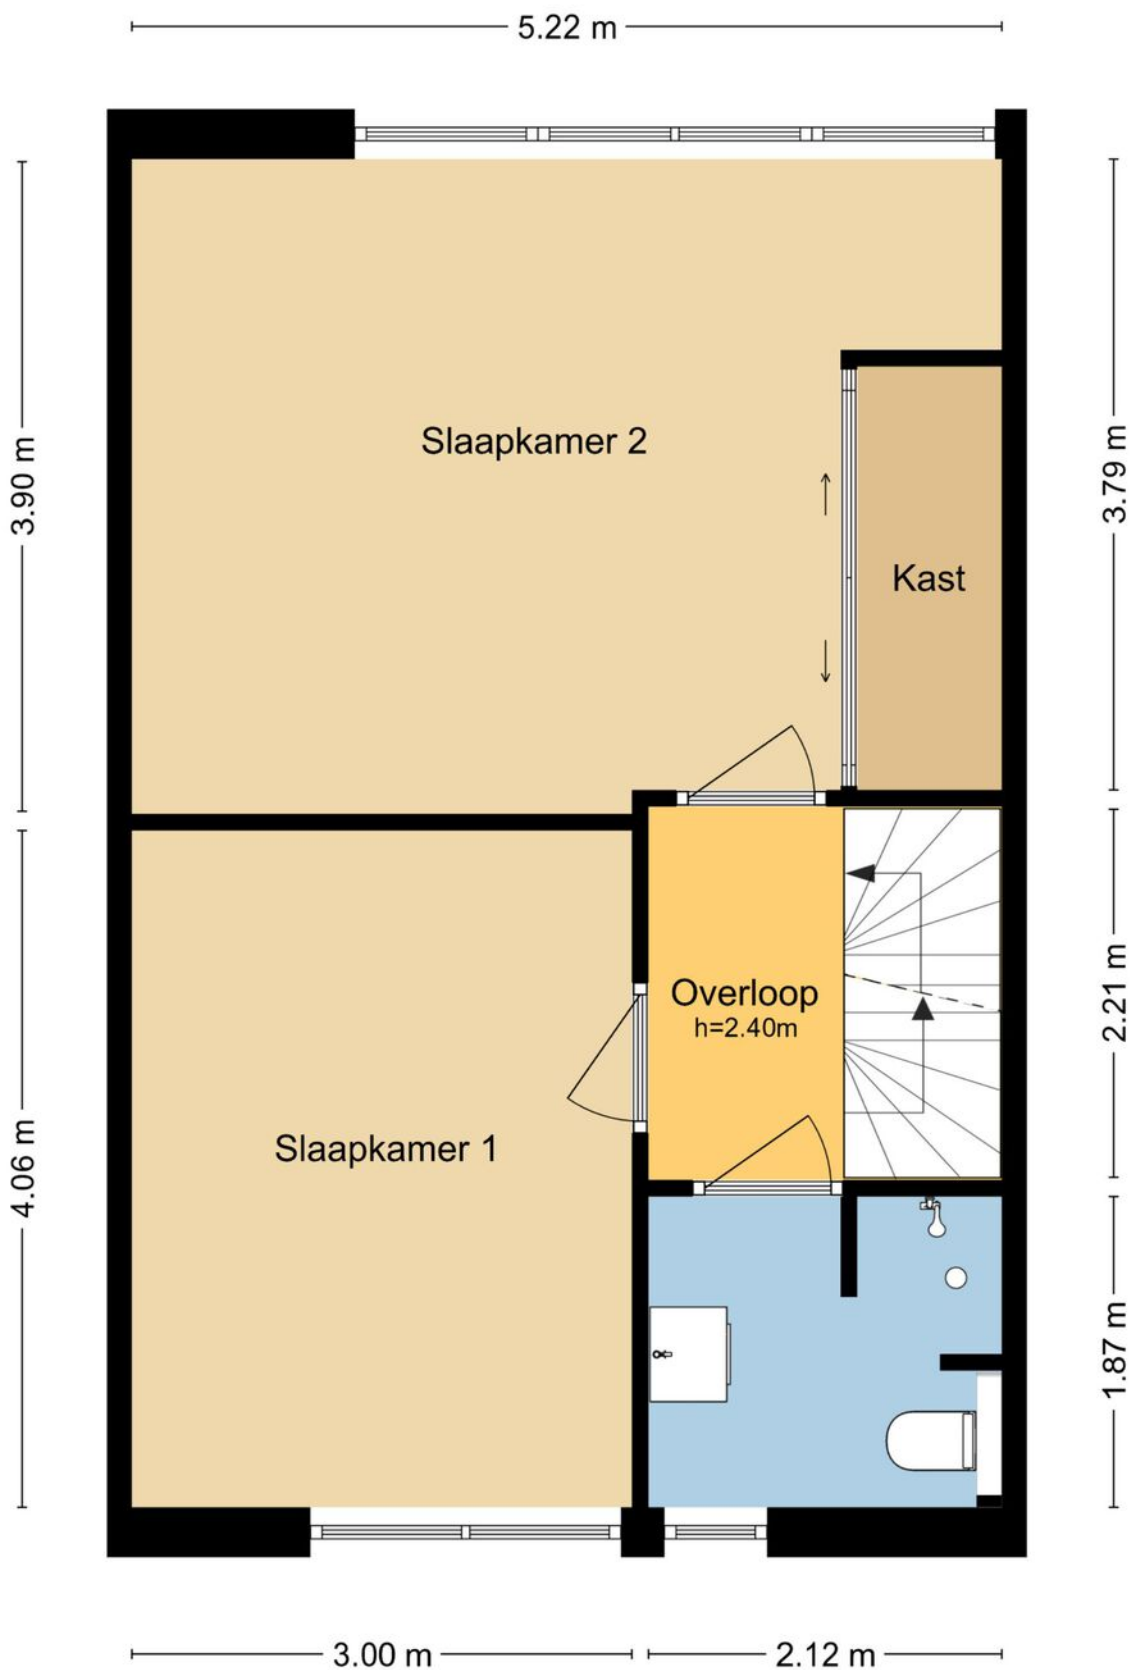 5.22 m
3.90 m
3.79 m
Slaapkamer 2
Kast
Overloop
h=2.40m
2.21 m
Slaapkamer 1
4.06 m
1.87 m
3.00 m
2.12 m